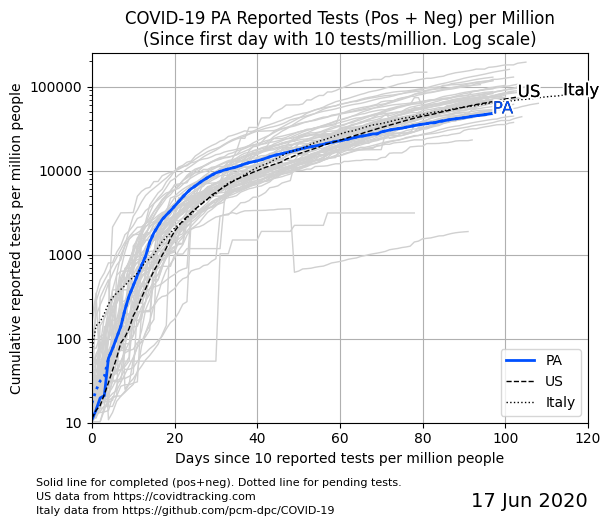 COVID-19 PA Reported Tests (Pos + Neg) per Million
(Since first day with 10 tests/million. Log scale)
Cumulative reported tests per million people
100000
10000
1000
100
10
US
Italy
PA
PA
US
Italy
0
20
40
60
80
100
120
Days since 10 reported tests per million people
Solid line for completed (pos+neg). Dotted line for pending tests.
US data from https://covidtracking.com
Italy data from https://github.com/pcm-dpc/COVID-19
17 Jun 2020